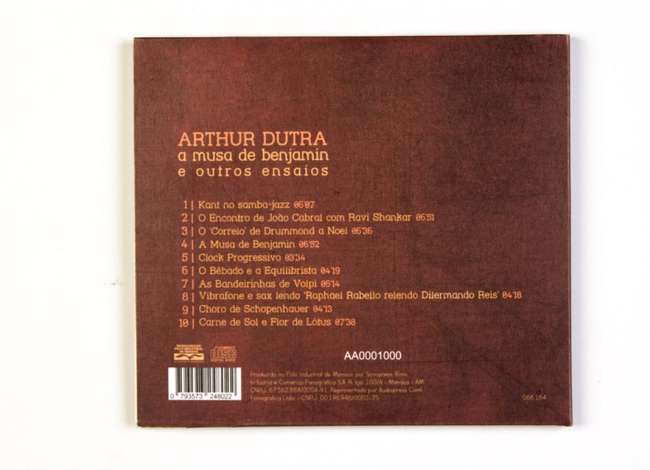 ARTHUR DUTRA
a musa de benjamin
e outros ensaios
1 | Kant no samba-jazz 06'07
2 | O Encontro de João Cabral com Ravi Shankar 06'51
3 | O 'Correio' de Drummond a Noel 06'36
4 | A Musa de Benjamin 06'52
5 | Clock Progressivo 03'34
6 | O Bêbado e a Equilibrista 04'19
7 | As Bandeirinhas de Volpi 06'14
8 | Vibrafone e sax lendo 'Raphael Rabello relendo Dilermando Reis' 04'18
9 | Choro de Schopenhauer 04'13
10 | Carne de Sol e Flor de Lótus 07'38
AA0001000
Produzido no Pólo Industrial de Manaus por Sonopress Rimo
Indústria e Comércio Fonográfica S.A. R. Içá, 100/A - Manaus - AM
CNPJ: 67.562.884/0004-91. Representado por Audiopress Coml.
Fonográfica Ltda - CNPJ: 00.196.946/0001-75
066.164
0 793573 248022